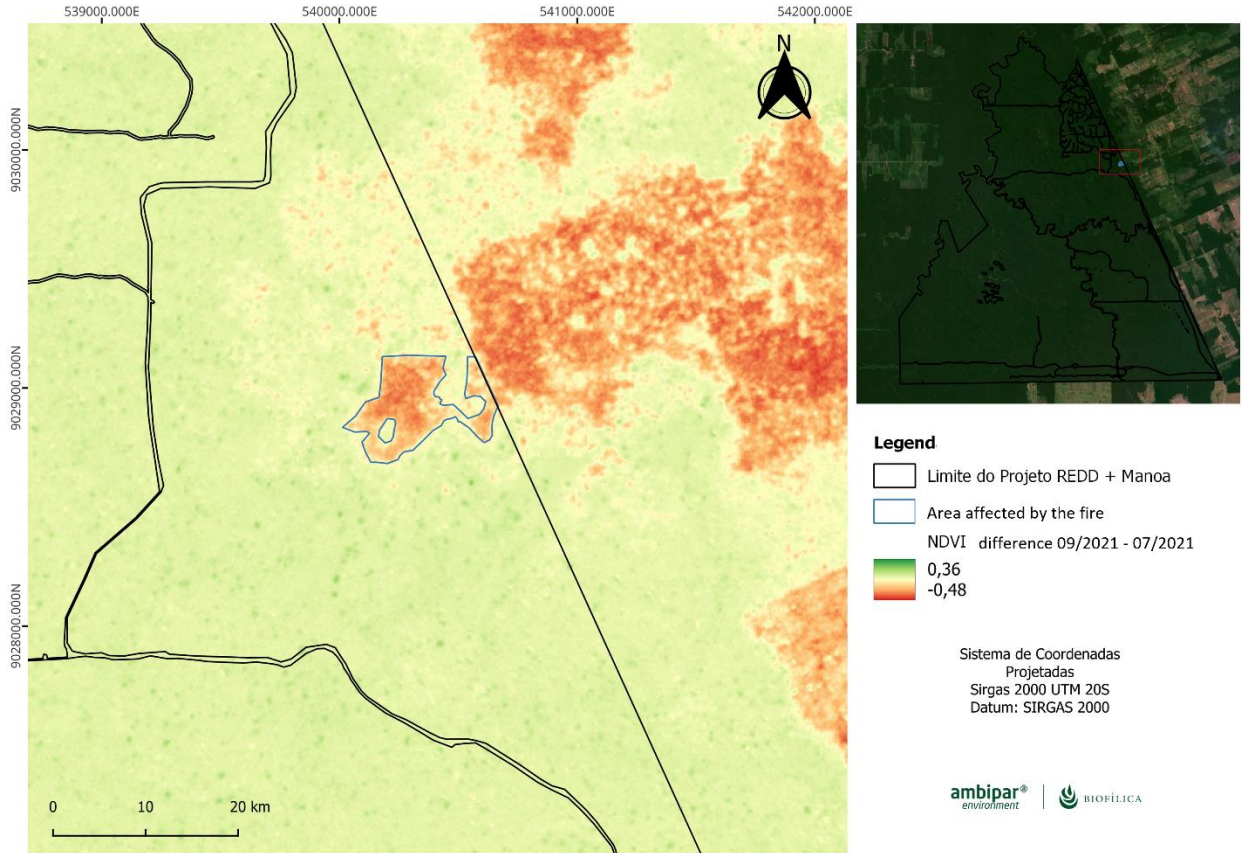 539000.000E 540000.000E 541000.000E 542000.000E
9030000.000N
9029000.000N
9028000.000N
N
0 10 20 km
Legend
Limite do Projeto REDD + Manoa
Area affected by the fire
NDVI difference 09/2021 - 07/2021
0,36
-0,48
Sistema de Coordenadas
Projetadas
Sirgas 2000 UTM 20S
Datum: SIRGAS 2000
ambipar®
environment
BIOFÍLICA